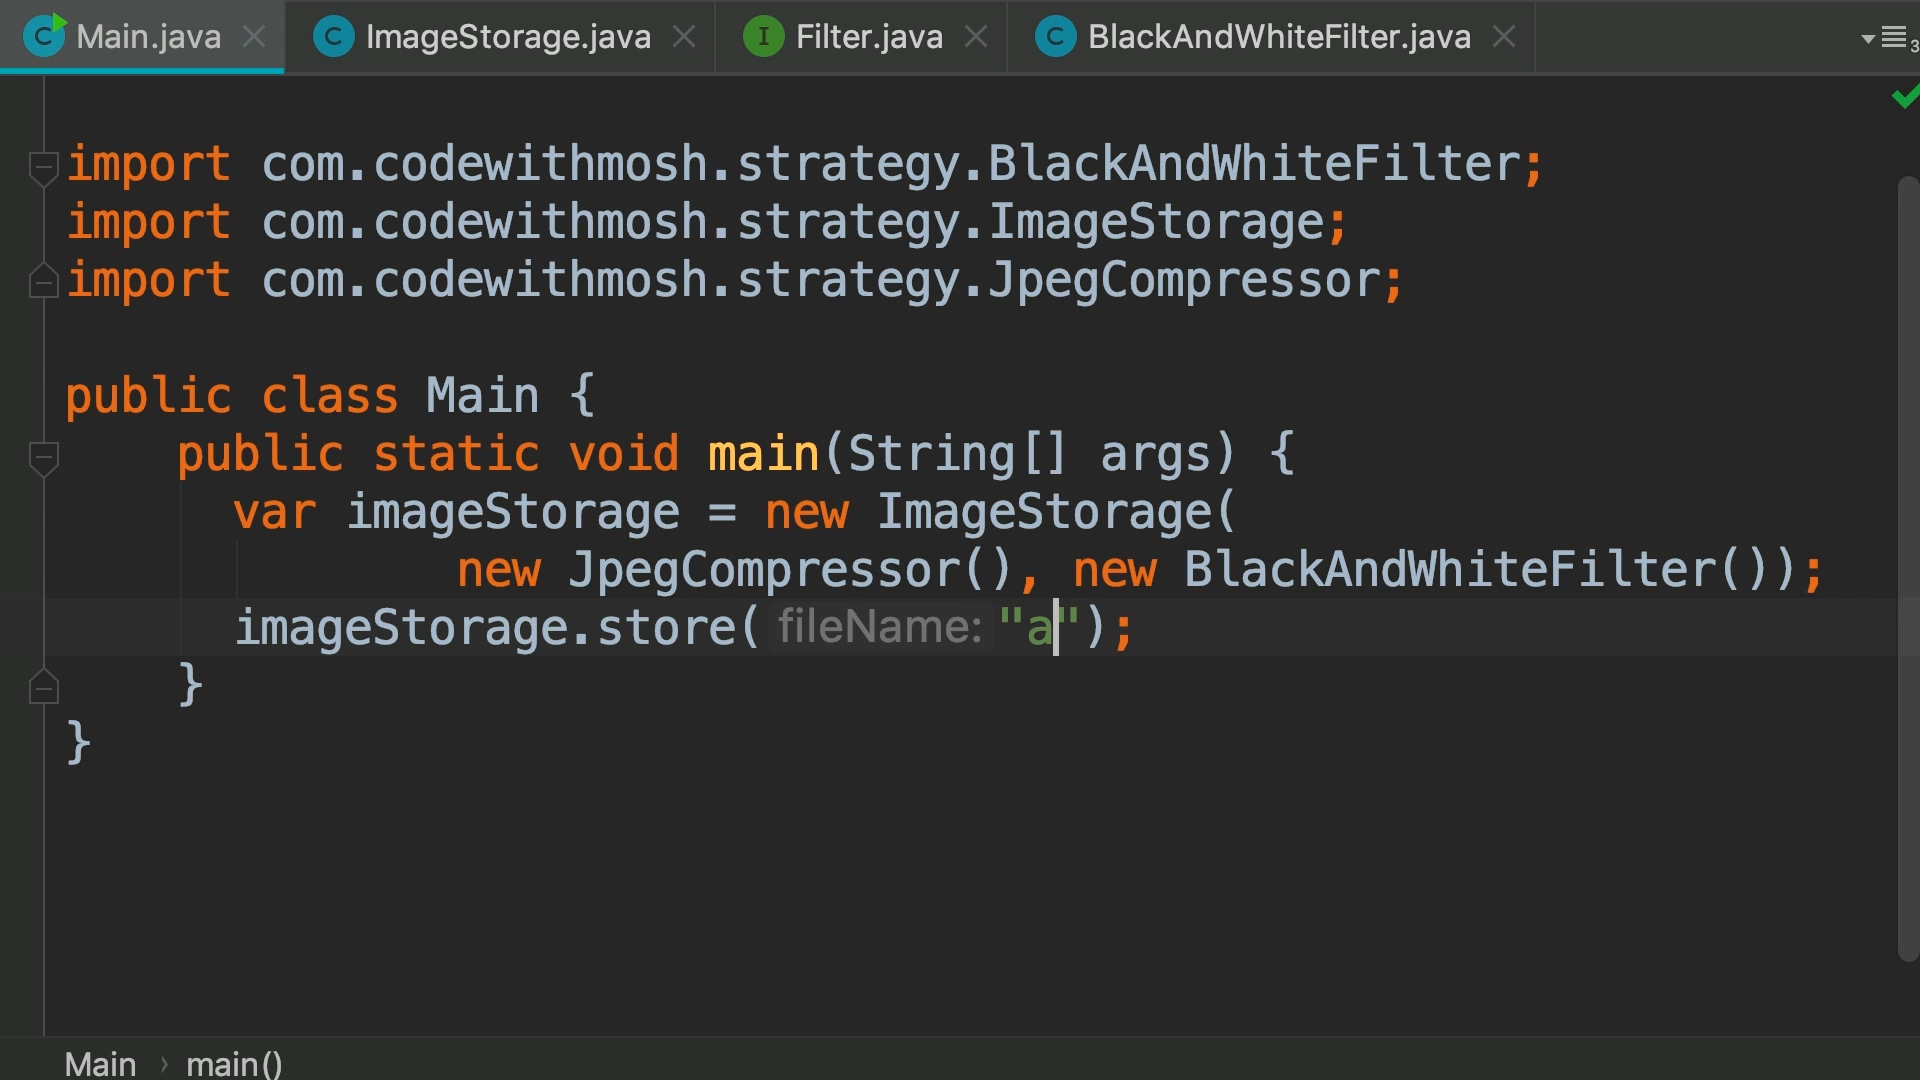 Main.java ImageStorage.java Filter.java BlackAndWhiteFilter.java 3
import com.codewithmosh.strategy.BlackAndWhiteFilter;
import com.codewithmosh.strategy.ImageStorage;
import com.codewithmosh.strategy.JpegCompressor;
public class Main {
public static void main(String[] args) {
var imageStorage = new ImageStorage(
new JpegCompressor(), new BlackAndWhiteFilter());
imageStorage.store( fileName: "a");
}
}
Main › main()